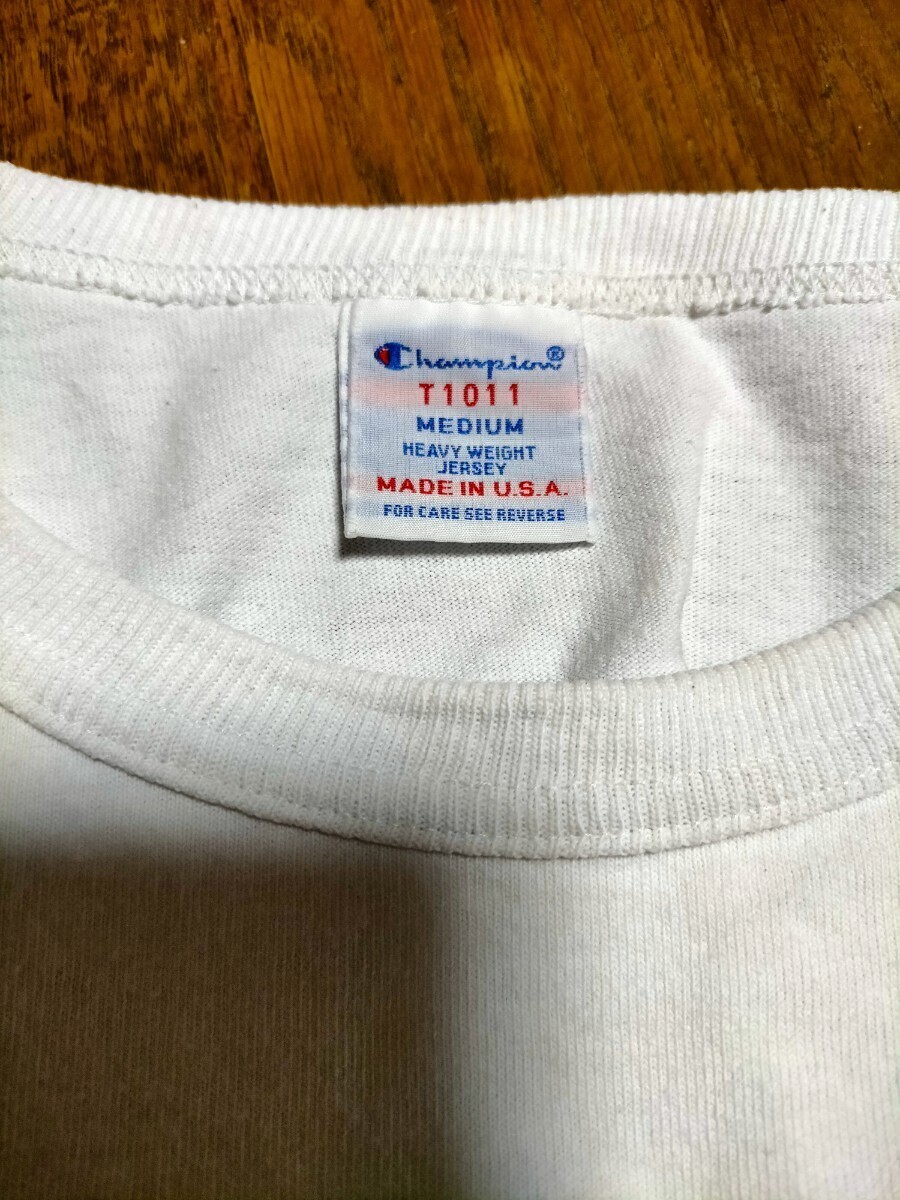 Champion®
T1011
MEDIUM
HEAVY WEIGHT
JERSEY
MADE IN U.S.A.
FOR CARE SEE REVERSE